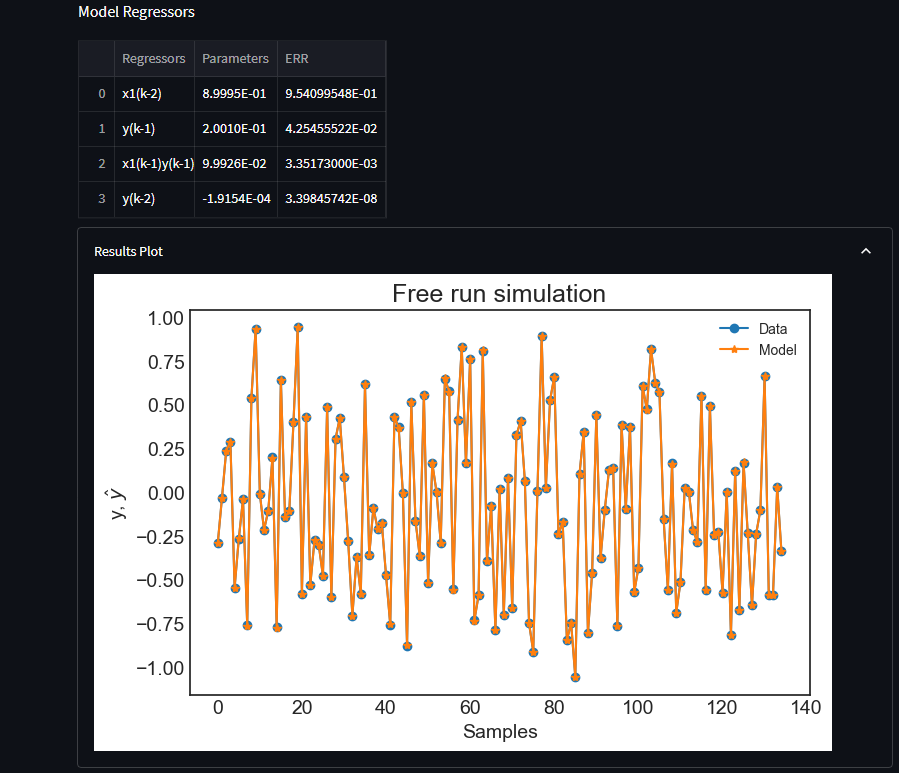 Model Regressors
Regressors Parameters ERR
0 x1(k-2) 8.9995E-01 9.54099548E-01
1 y(k-1) 2.0010E-01 4.25455522E-02
2 x1(k-1)y(k-1) 9.9926E-02 3.35173000E-03
3 y(k-2) -1.9154E-04 3.39845742E-08
Results Plot
Free run simulation
Data
Model
1.00
0.75
0.50
0.25
0.00
−0.25
−0.50
−0.75
−1.00
y, ŷ
0 20 40 60 80 100 120 140
Samples